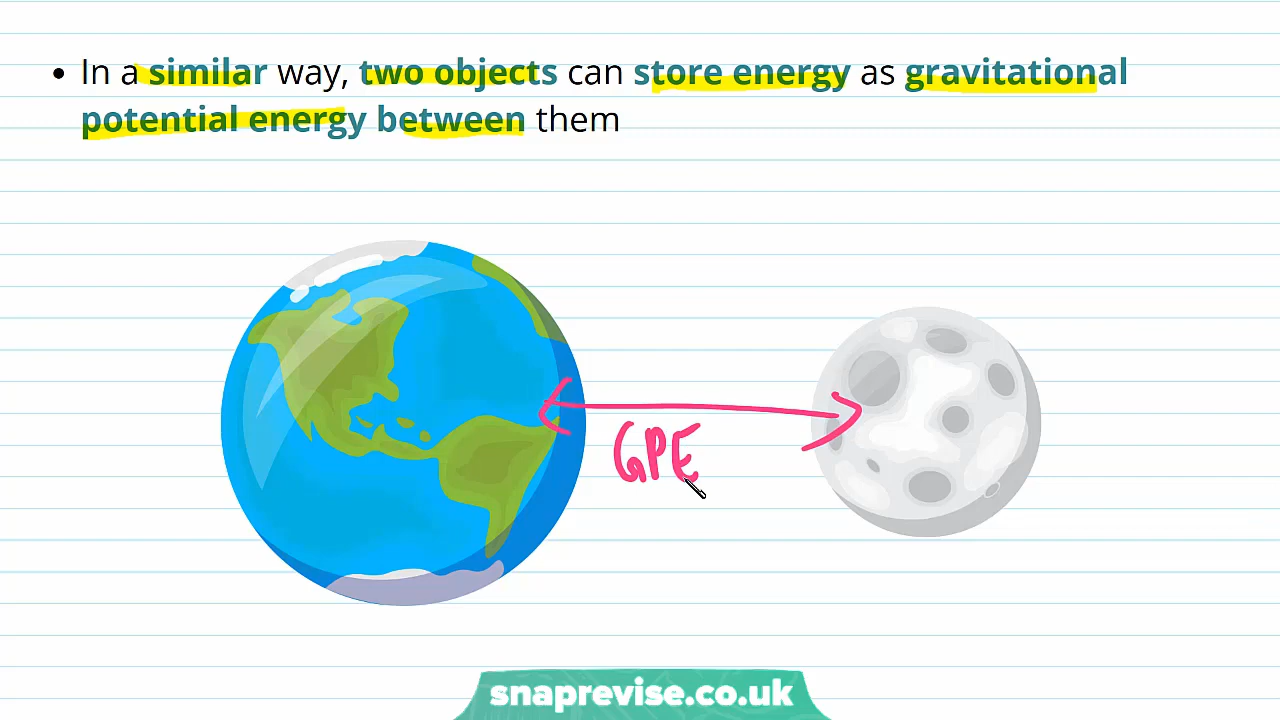 • In a similar way, two objects can store energy as gravitational
potential energy between them
GPE
snaprevise.co.uk